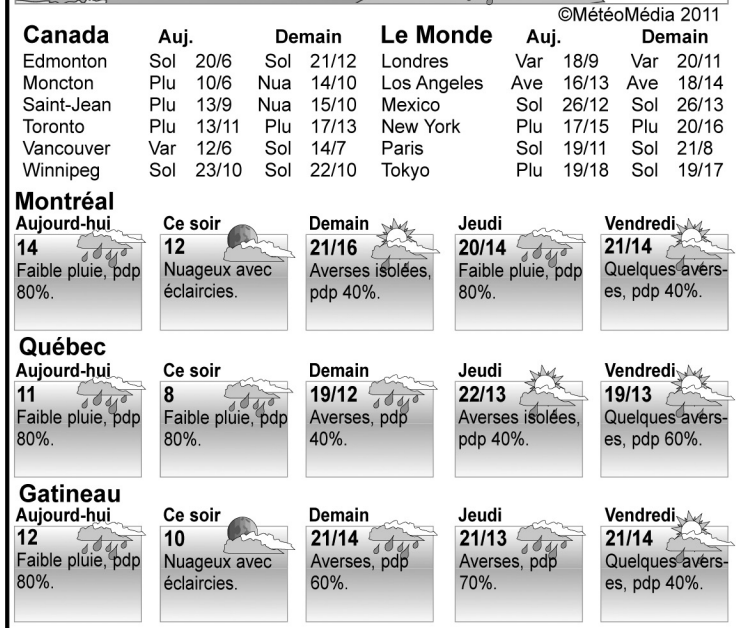 ©MétéoMédia 2011
Canada Auj. Demain Le Monde Auj. Demain
Edmonton Sol 20/6 Sol 21/12 Londres Var 18/9 Var 20/11
Moncton Plu 10/6 Nua 14/10 Los Angeles Ave 16/13 Ave 18/14
Saint-Jean Plu 13/9 Nua 15/10 Mexico Sol 26/12 Sol 26/13
Toronto Plu 13/11 Plu 17/13 New York Plu 17/15 Plu 20/16
Vancouver Var 12/6 Sol 14/7 Paris Sol 19/11 Sol 21/8
Winnipeg Sol 23/10 Sol 22/10 Tokyo Plu 19/18 Sol 19/17
Montréal
Aujourd-hui Ce soir Demain Jeudi Vendredi
14 12 21/16 20/14 21/14
Faible pluie, pdp Nuageux avec Averses isolées, Faible pluie, pdp Quelques avers-
80%. éclaircies. pdp 40%. 80%. es, pdp 40%.
Québec
Aujourd-hui Ce soir Demain Jeudi Vendredi
11 8 19/12 22/13 19/13
Faible pluie, pdp Faible pluie, pdp Averses, pdp Averses isolées, Quelques avers-
80%. 80%. 40%. pdp 40%. es, pdp 60%.
Gatineau
Aujourd-hui Ce soir Demain Jeudi Vendredi
12 10 21/14 21/13 21/14
Faible pluie, pdp Nuageux avec Averses, pdp Averses, pdp Quelques avers-
80%. éclaircies. 60%. 70%. es, pdp 40%.